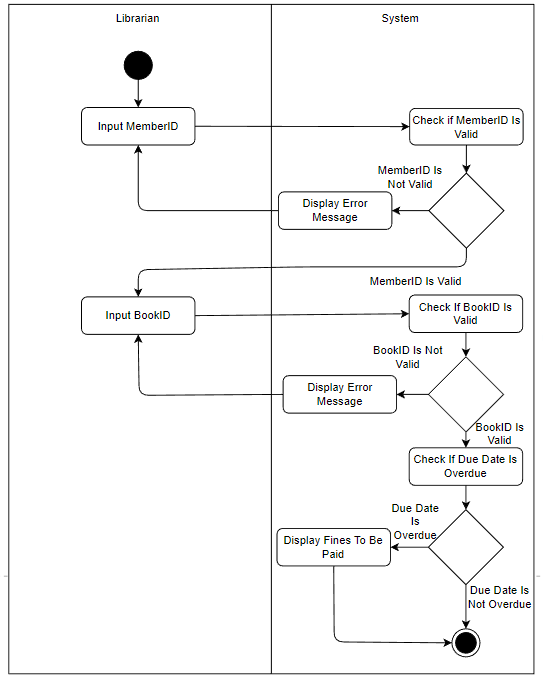 Librarian
System
Input MemberID
Check if MemberID Is
Valid
MemberID Is
Not Valid
Display Error
Message
MemberID Is Valid
Input BookID
Check If BookID Is
Valid
BookID Is Not
Valid
Display Error
Message
BookID Is
Valid
Check If Due Date Is
Overdue
Due Date
Is
Overdue
Display Fines To Be
Paid
Due Date Is
Not Overdue